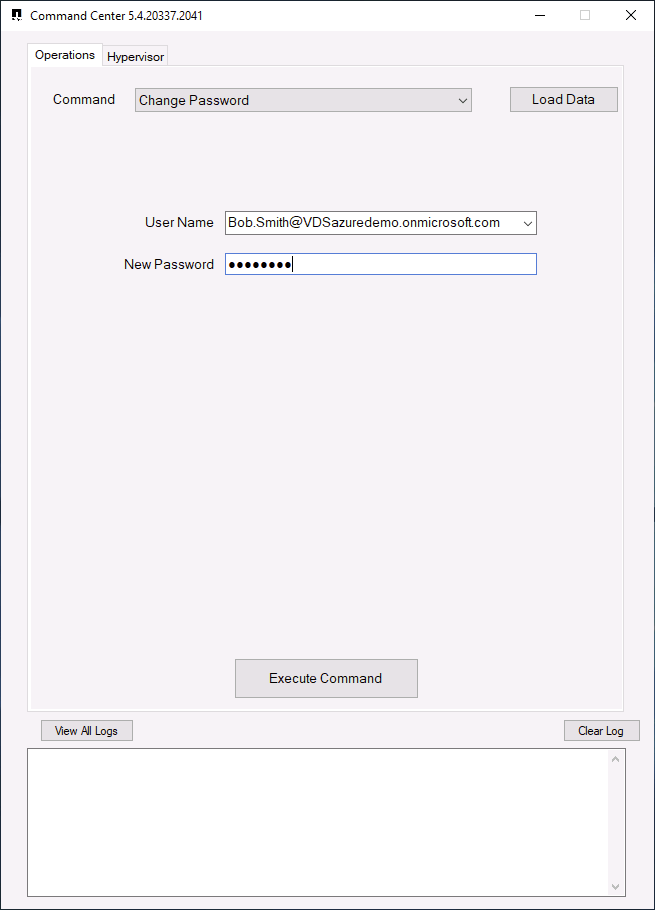 Command Center 5.4.20337.2041
Operations Hypervisor
Command Change Password Load Data
User Name Bob.Smith@VDSazuredemo.onmicrosoft.com
New Password ●●●●●●●●
Execute Command
View All Logs Clear Log